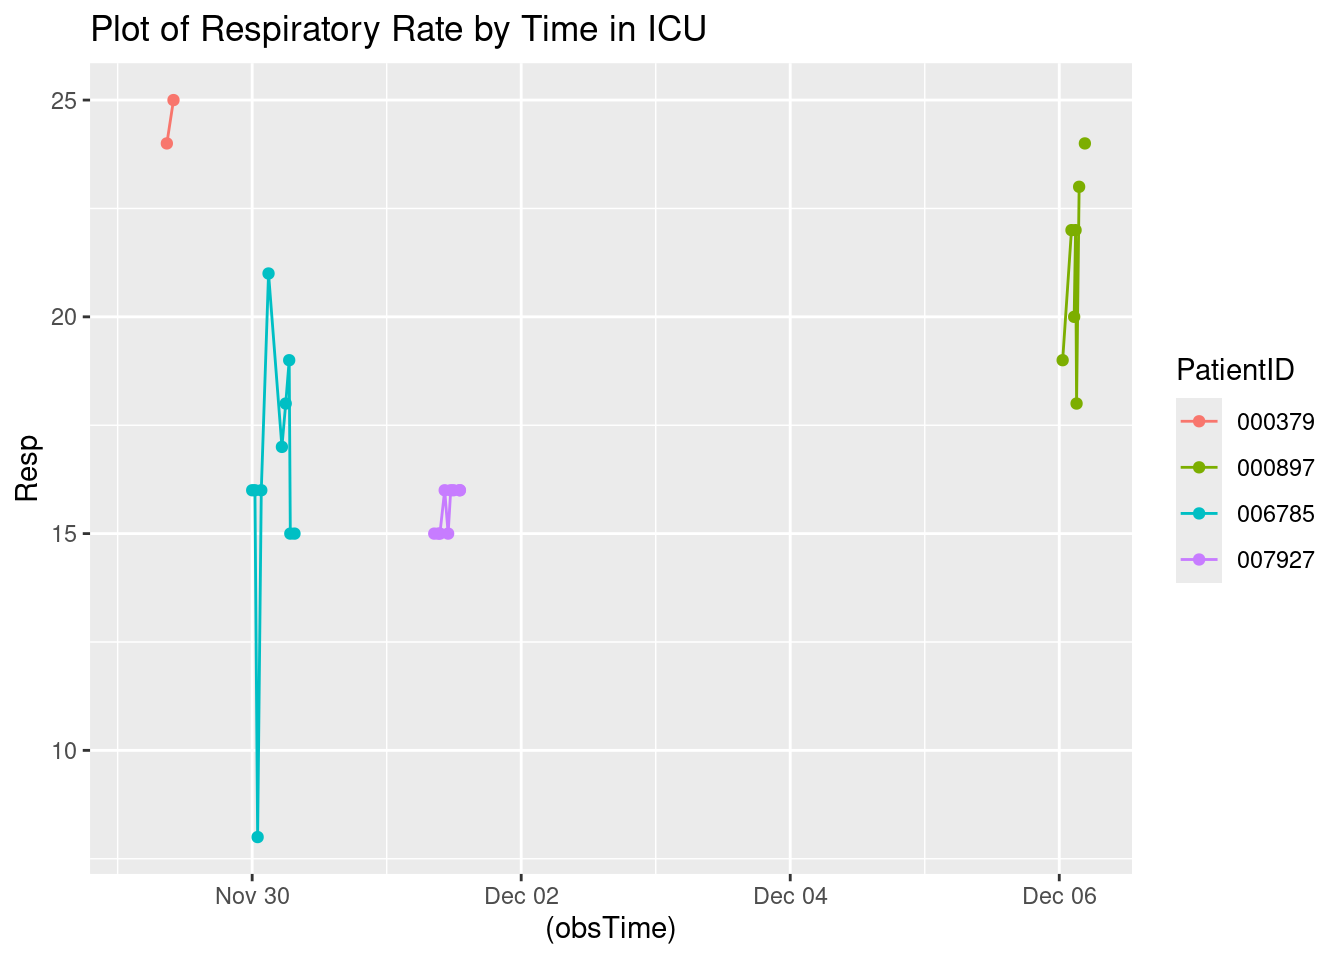 Plot of Respiratory Rate by Time in ICU
25
20
15
10
Resp
Nov 30
Dec 02
Dec 04
Dec 06
(obsTime)
PatientID
000379
000897
006785
007927